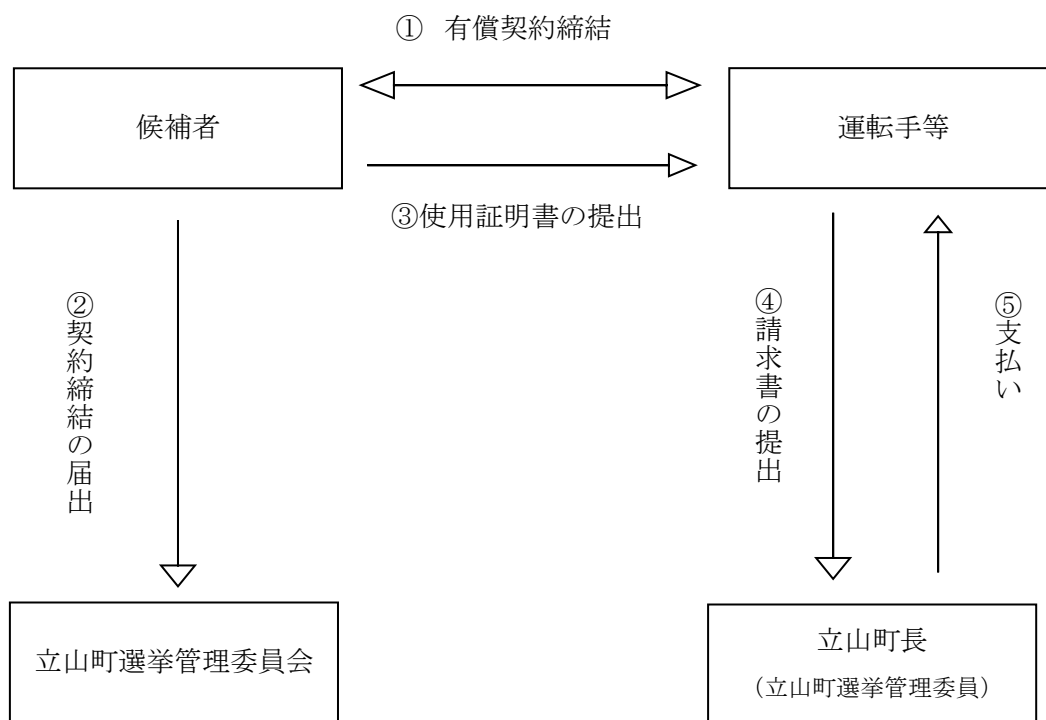 ① 有償契約締結
候補者
運転手等
③使用証明書の提出
②契約締結の届出
④請求書の提出
⑤支払い
立山町選挙管理委員会
立山町長
（立山町選挙管理委員）